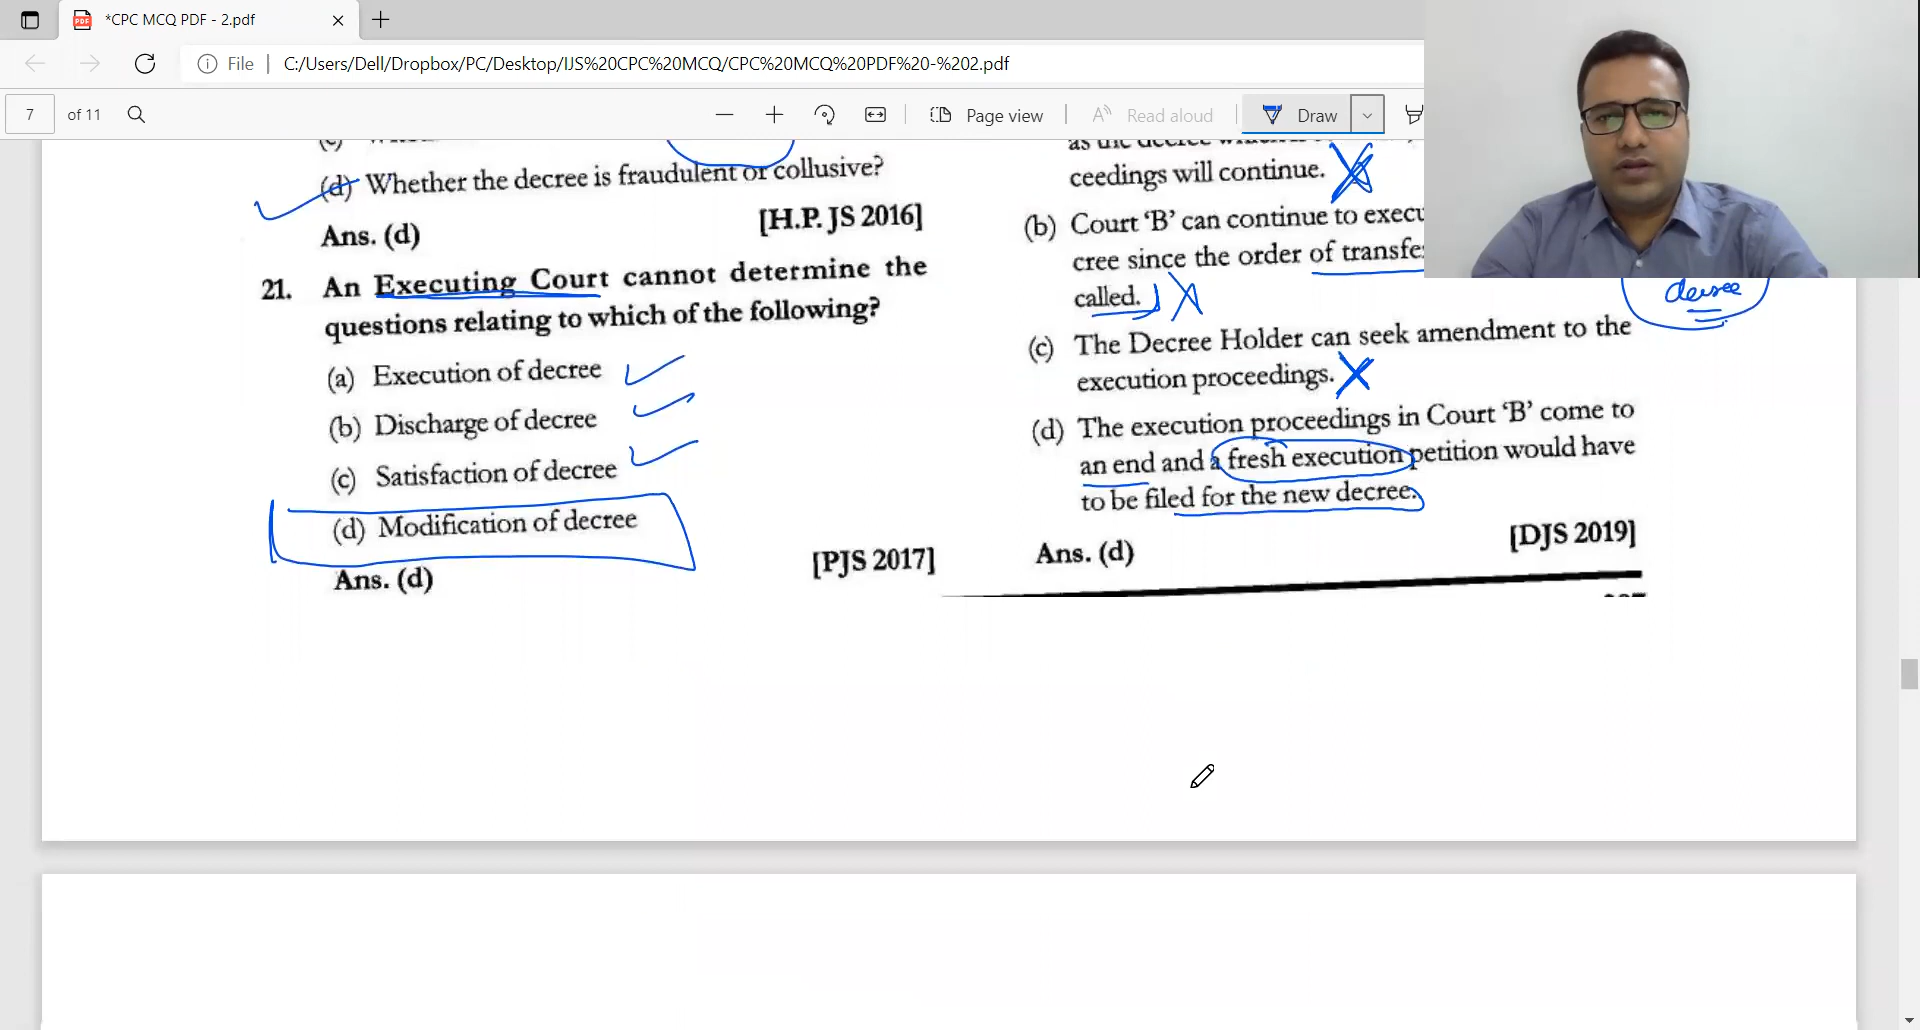 *CPC MCQ PDF - 2.pdf
File
C:/Users/Dell/Dropbox/PC/Desktop/IJS%20CPC%20MCQ/CPC%20MCQ%20PDF%20-%202.pdf
7 of 11
Page view
Read aloud
Draw
(d) Whether the decree is fraudulent or collusive?
Ans. (d) [H.P. JS 2016]
21. An Executing Court cannot determine the
questions relating to which of the following?
(a) Execution of decree
(b) Discharge of decree
(c) Satisfaction of decree
(d) Modification of decree
Ans. (d) [PJS 2017]
as the decree
ceedings will continue.
(b) Court ‘B’ can continue to execu
cree since the order of transfe
called.
decree
(c) The Decree Holder can seek amendment to the
execution proceedings.
(d) The execution proceedings in Court ‘B’ come to
an end and a fresh execution petition would have
to be filed for the new decree.
Ans. (d) [DJS 2019]